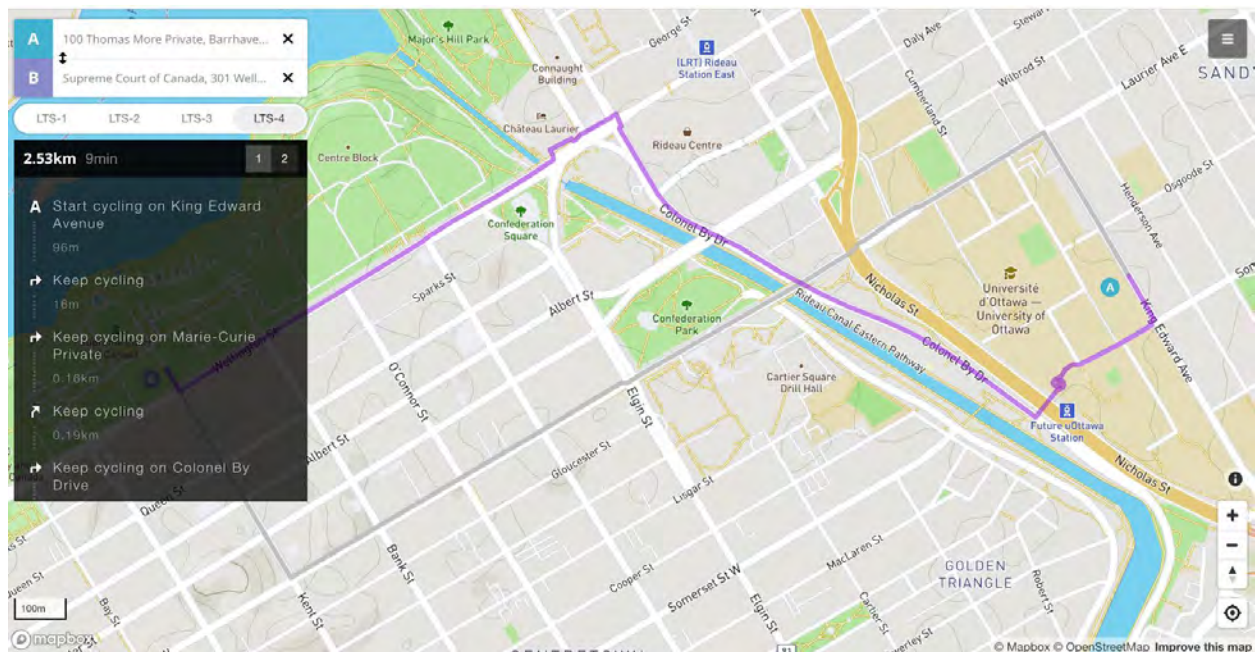 A
100 Thomas More Private, Barrhave...
B
Supreme Court of Canada, 301 Well...
LTS-1
LTS-2
LTS-3
LTS-4
2.53km 9min
1
2
A
Start cycling on King Edward
Avenue
96m
Keep cycling
16m
Keep cycling on Marie-Curie
Private
0.16km
Keep cycling
0.19km
Keep cycling on Colonel By
Drive
Major's Hill Park
George St
(LRT) Rideau
Station East
Daly Ave
Stewar
Wilbrod St
Laurier Ave E
SANDY
Connaught
Building
Cumberland St
Château Laurier
Rideau Centre
Centre Block
Osgoode St
Henderson Ave
Confederation
Square
Colonel By Dr
Nicholas St
Sparks St
Albert St
Université
d'Ottawa —
University of
Ottawa
A
Som
King Edward Ave
Confederation
Park
Rideau Canal Eastern Pathway
Colonel By Dr
Wellington St
Cartier Square
Drill Hall
O'Connor St
Elgin St
Future uOttawa
Station
Albert St
Gloucester St
Nicholas St
Lisgar St
Queen St
Bank St
MacLaren St
Cooper St
Somerset St W
GOLDEN
TRIANGLE
Queen St
Bay St
Kent St
Elgin St
Cartier St
Robert St
Waverley St
100m
mapbox
91
CENTRETOWN
© Mapbox © OpenStreetMap Improve this map